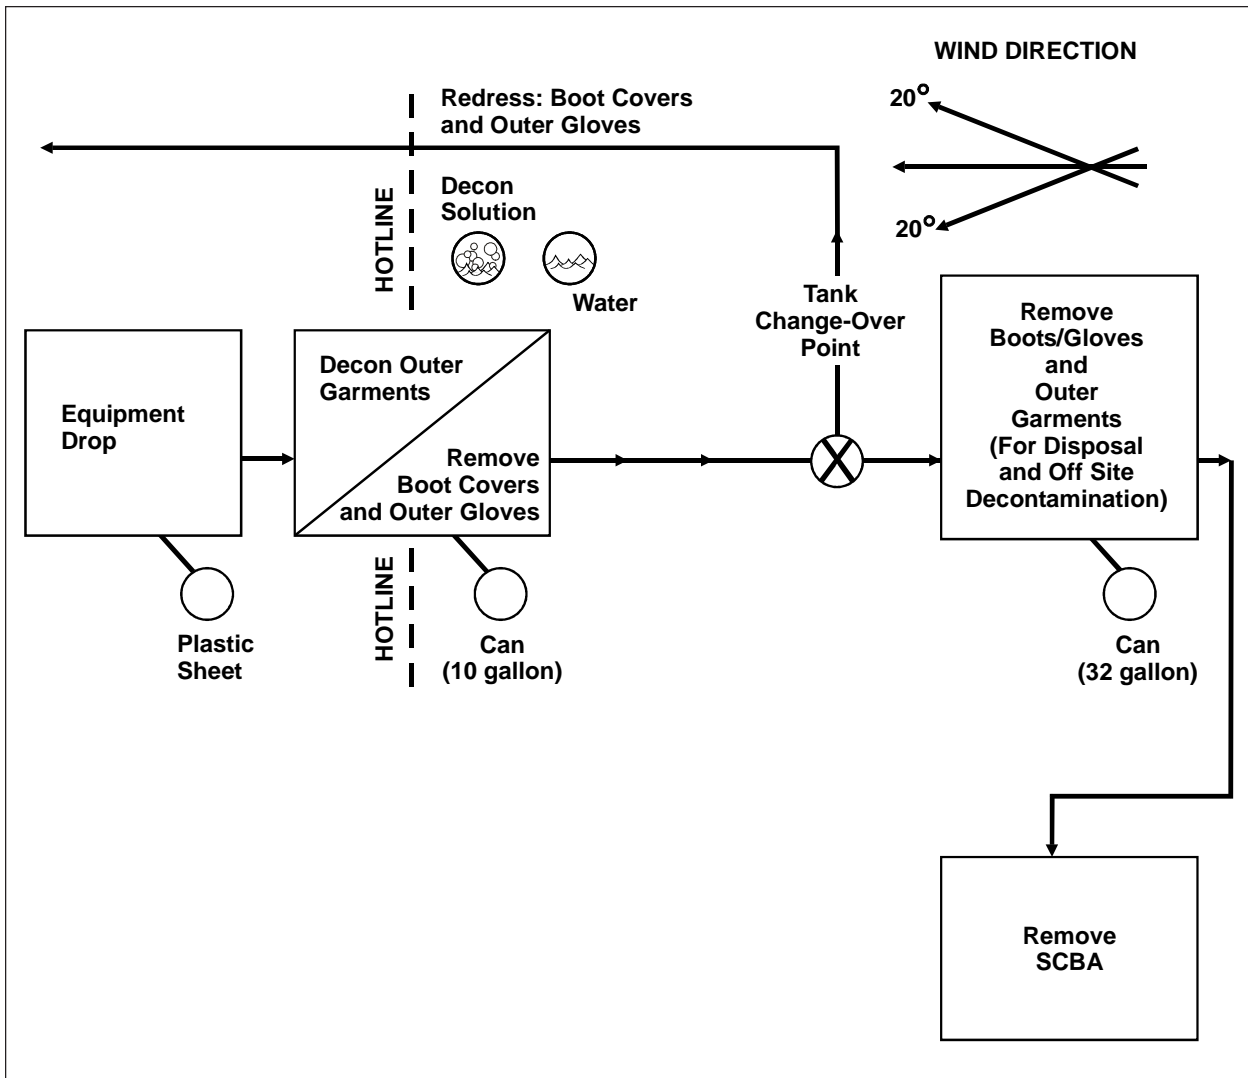 WIND DIRECTION
20°
20°
Redress: Boot Covers
and Outer Gloves
HOTLINE
Decon
Solution
Water
Tank
Change-Over
Point
Equipment
Drop
Decon Outer
Garments
Remove
Boot Covers
and Outer Gloves
Remove
Boots/Gloves
and
Outer
Garments
(For Disposal
and Off Site
Decontamination)
Plastic
Sheet
HOTLINE
Can
(10 gallon)
Can
(32 gallon)
Remove
SCBA